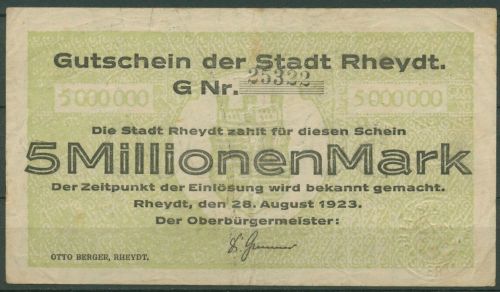 Gutschein der Stadt Rheydt.
G Nr. 25322
5 000 000 5 000 000
Die Stadt Rheydt zahlt für diesen Schein
5 Millionen Mark
Der Zeitpunkt der Einlösung wird bekannt gemacht.
Rheydt, den 28. August 1923.
Der Oberbürgermeister:
OTTO BERGER, RHEYDT.